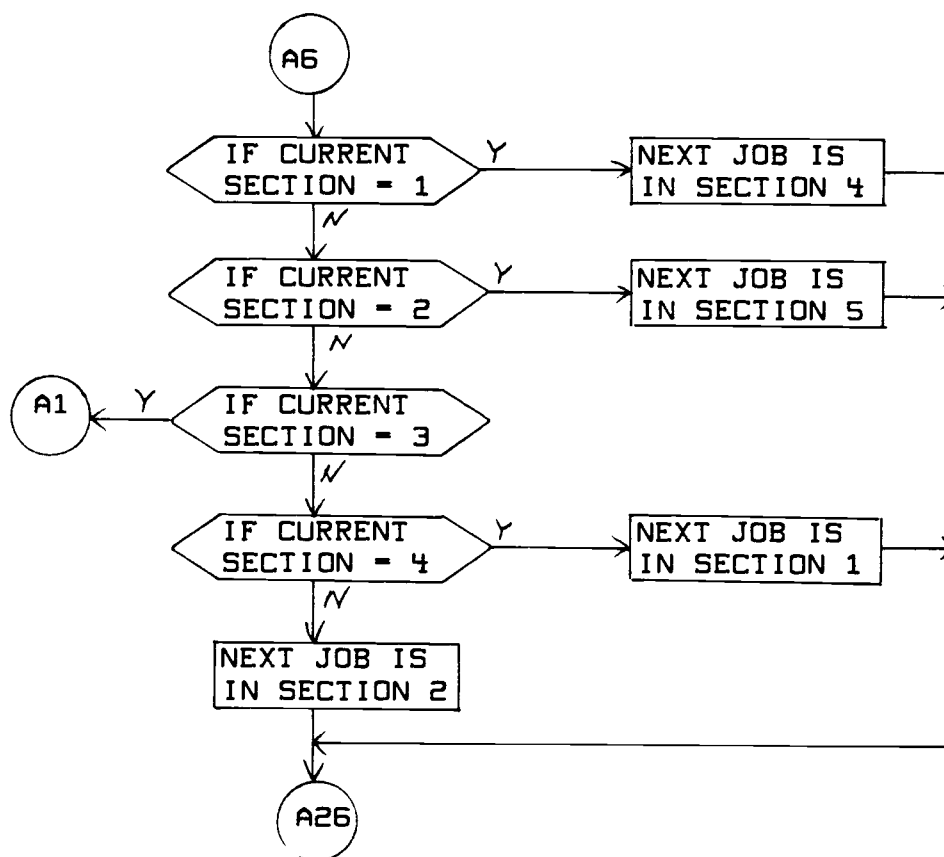 A6
IF CURRENT
SECTION = 1
Y
NEXT JOB IS
IN SECTION 4
N
IF CURRENT
SECTION = 2
Y
NEXT JOB IS
IN SECTION 5
N
A1
Y
IF CURRENT
SECTION = 3
N
IF CURRENT
SECTION = 4
Y
NEXT JOB IS
IN SECTION 1
N
NEXT JOB IS
IN SECTION 2
A26